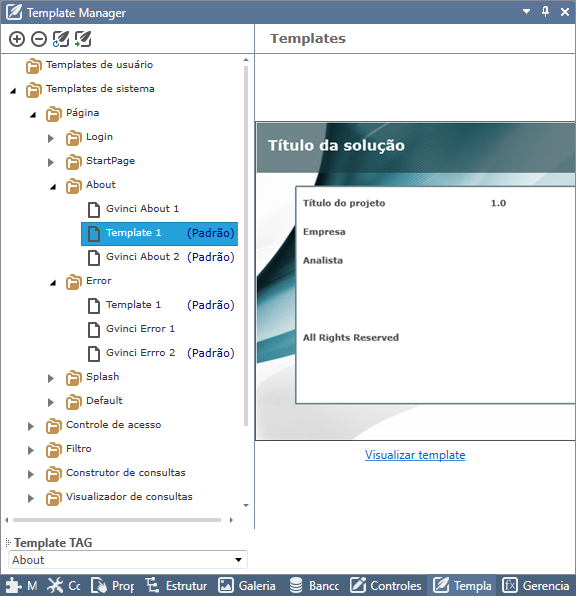 Template Manager
Templates
Templates de usuário
Templates de sistema
Página
Login
StartPage
About
Gvinci About 1
Template 1 (Padrão)
Gvinci About 2 (Padrão)
Error
Template 1 (Padrão)
Gvinci Error 1
Gvinci Errro 2 (Padrão)
Splash
Default
Controle de acesso
Filtro
Construtor de consultas
Visualizador de consultas
Título da solução
Título do projeto 1.0
Empresa
Analista
All Rights Reserved
Visualizar template
Template TAG
About
M Co Prop Estrutur Galeria Banco Controles Templa Gerencia